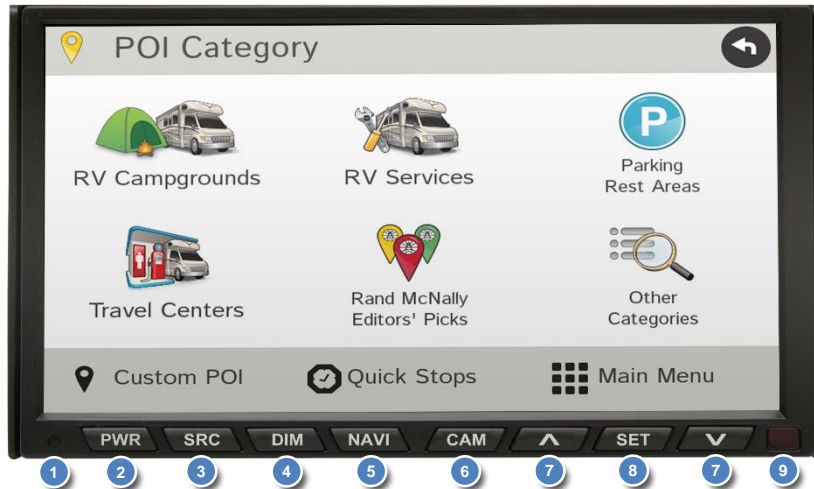 POI Category
RV Campgrounds
RV Services
P
Parking
Rest Areas
Travel Centers
Rand McNally
Editors' Picks
Other
Categories
Custom POI
Quick Stops
Main Menu
PWR SRC DIM NAVI CAM SET
1 2 3 4 5 6 7 8 7 9